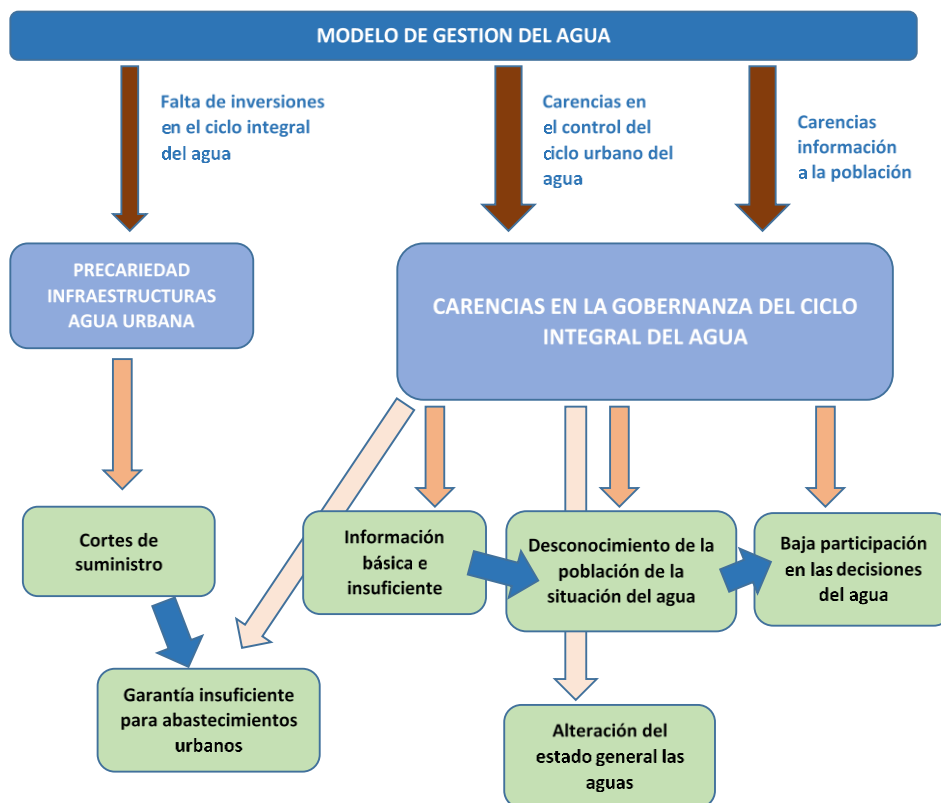 MODELO DE GESTION DEL AGUA
Falta de inversiones
en el ciclo integral
del agua
Carencias en
el control del
ciclo urbano del
agua
Carencias
información
a la población
PRECARIEDAD
INFRAESTRUCTURAS
AGUA URBANA
CARENCIAS EN LA GOBERNANZA DEL CICLO
INTEGRAL DEL AGUA
Cortes de
suministro
Información
básica e
insuficiente
Desconocimiento de la
población de la
situación del agua
Baja participación
en las decisiones
del agua
Garantía insuficiente
para abastecimientos
urbanos
Alteración del
estado general las
aguas